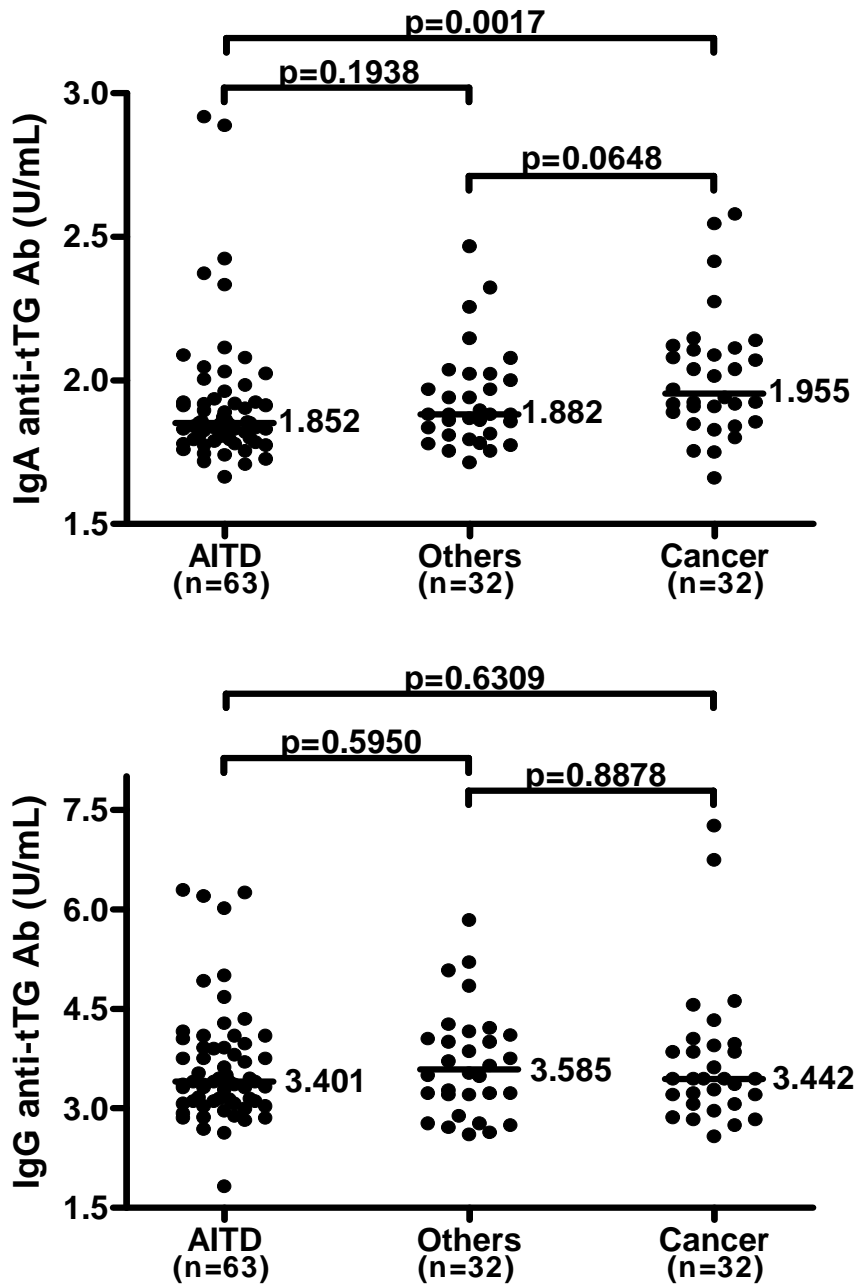 p=0.0017
p=0.1938
p=0.0648
IgA anti-tTG Ab (U/mL)
3.0
2.5
2.0
1.5
1.852
1.882
1.955
AITD
(n=63)
Others
(n=32)
Cancer
(n=32)
p=0.6309
p=0.5950
p=0.8878
IgG anti-tTG Ab (U/mL)
7.5
6.0
4.5
3.0
1.5
3.401
3.585
3.442
AITD
(n=63)
Others
(n=32)
Cancer
(n=32)